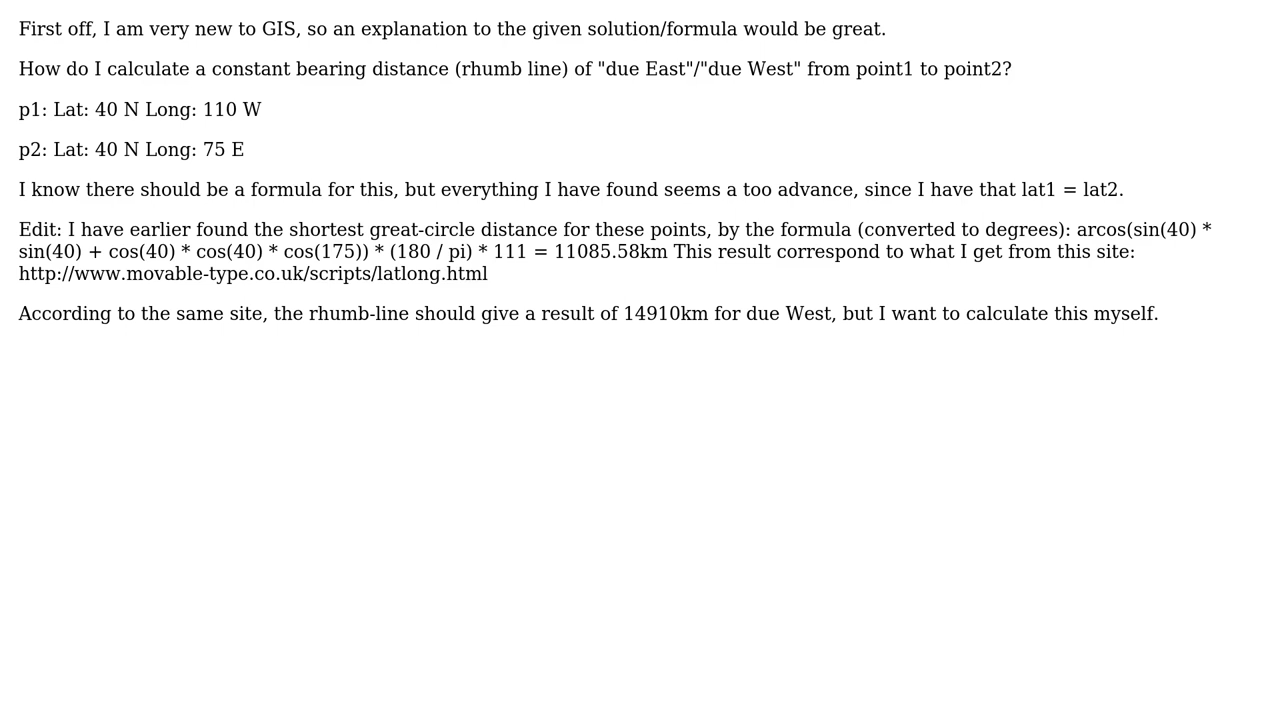 First off, I am very new to GIS, so an explanation to the given solution/formula would be great.
How do I calculate a constant bearing distance (rhumb line) of "due East"/"due West" from point1 to point2?
p1: Lat: 40 N Long: 110 W
p2: Lat: 40 N Long: 75 E
I know there should be a formula for this, but everything I have found seems a too advance, since I have that lat1 = lat2.
Edit: I have earlier found the shortest great-circle distance for these points, by the formula (converted to degrees): arcos(sin(40) *
sin(40) + cos(40) * cos(40) * cos(175)) * (180 / pi) * 111 = 11085.58km This result correspond to what I get from this site:
http://www.movable-type.co.uk/scripts/latlong.html
According to the same site, the rhumb-line should give a result of 14910km for due West, but I want to calculate this myself.